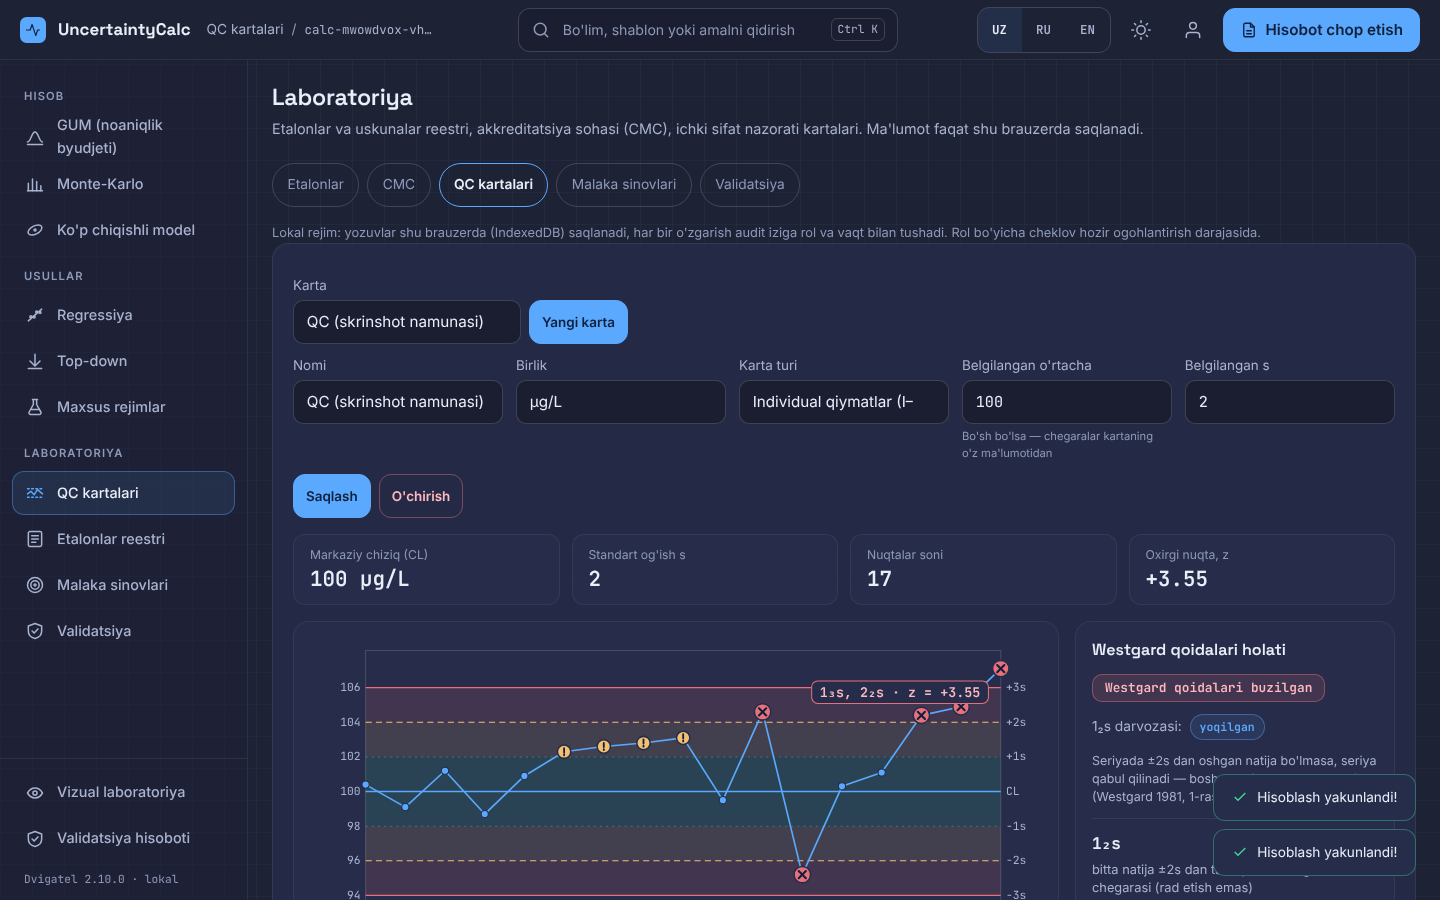 UncertaintyCalc
QC kartalari / calc-mwowdvox-vh…
Bo'lim, shablon yoki amalni qidirish
Ctrl K
UZ
RU
EN
Hisobot chop etish
HISOB
GUM (noaniqlik
byudjeti)
Monte-Karlo
Ko'p chiqishli model
USULLAR
Regressiya
Top-down
Maxsus rejimlar
LABORATORIYA
QC kartalari
Etalonlar reestri
Malaka sinovlari
Validatsiya
Vizual laboratoriya
Validatsiya hisoboti
Dvigatel 2.10.0 · lokal
Laboratoriya
Etalonlar va uskunalar reestri, akkreditatsiya sohasi (CMC), ichki sifat nazorati kartalari. Ma'lumot faqat shu brauzerda saqlanadi.
Etalonlar
CMC
QC kartalari
Malaka sinovlari
Validatsiya
Lokal rejim: yozuvlar shu brauzerda (IndexedDB) saqlanadi, har bir o'zgarish audit iziga rol va vaqt bilan tushadi. Rol bo'yicha cheklov hozir ogohlantirish darajasida.
Karta
QC (skrinshot namunasi)
Yangi karta
Nomi
Birlik
Karta turi
Belgilangan o'rtacha
Belgilangan s
QC (skrinshot namunasi)
µg/L
Individual qiymatlar (I–
100
2
Bo'sh bo'lsa — chegaralar kartaning
o'z ma'lumotidan
Saqlash
O'chirish
Markaziy chiziq (CL)
100 µg/L
Standart og'ish s
2
Nuqtalar soni
17
Oxirgi nuqta, z
+3.55
106
104
102
100
98
96
94
1₃s, 2₂s · z = +3.55
+3s
+2s
+1s
CL
-1s
-2s
-3s
Westgard qoidalari holati
Westgard qoidalari buzilgan
1₂s darvozasi:
yoqilgan
Seriyada ±2s dan oshgan natija bo'lmasa, seriya
qabul qilinadi —
(Westgard 1981,
1₂s
bitta natija ±2s dan
chegarasi (rad etish emas)
Hisoblash yakunlandi!
Hisoblash yakunlandi!